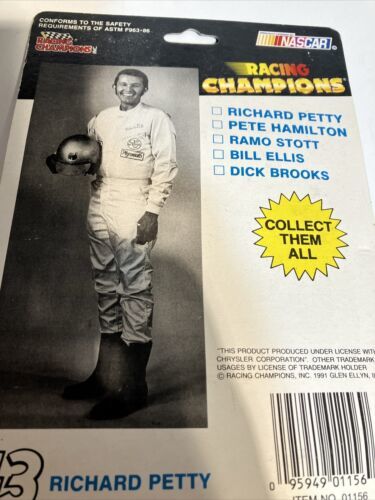 CONFORMS TO THE SAFETY
REQUIREMENTS OF ASTM F963-86
RACING
CHAMPIONS
NASCAR
RACING
CHAMPIONS
RICHARD PETTY
PETE HAMILTON
RAMO STOTT
BILL ELLIS
DICK BROOKS
COLLECT
THEM
ALL
Plymouth
"THIS PRODUCT PRODUCED UNDER LICENSE WITH
CHRYSLER CORPORATION". OTHER TRADEMARK
USAGES BY LICENSE OF TRADEMARK HOLDER
© RACING CHAMPIONS, INC. 1991 GLEN ELLYN, I
43 RICHARD PETTY
0 95949 01156
ITEM NO. 01156